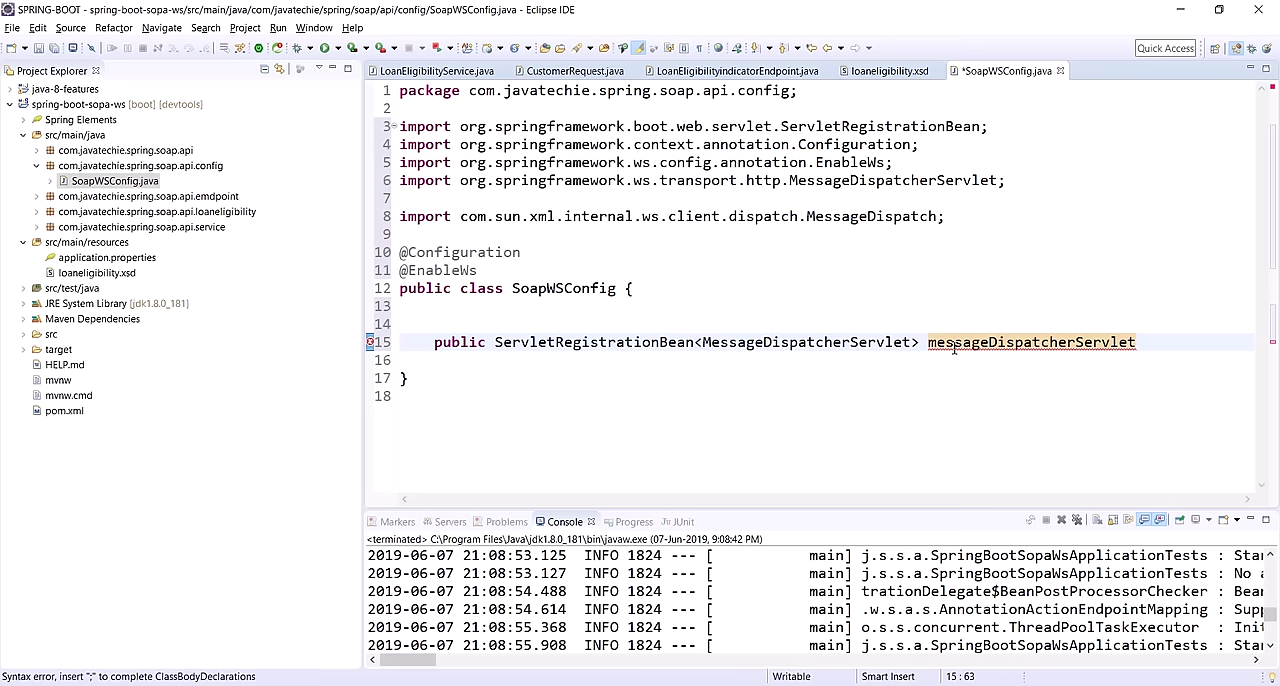 SPRING-BOOT - spring-boot-sopa-ws/src/main/java/com/javatechie/spring/soap/api/config/SoapWSConfig.java - Eclipse IDE
File Edit Source Refactor Navigate Search Project Run Window Help
Quick Access
Project Explorer
LoanEligibilityService.java CustomerRequest.java LoanEligibilityindicatorEndpoint.java loaneligibility.xsd *SoapWSConfig.java
java-8-features
spring-boot-sopa-ws [boot] [devtools]
Spring Elements
src/main/java
com.javatechie.spring.soap.api
com.javatechie.spring.soap.api.config
SoapWSConfig.java
com.javatechie.spring.soap.api.emdpoint
com.javatechie.spring.soap.api.loaneligibility
com.javatechie.spring.soap.api.service
src/main/resources
application.properties
loaneligibility.xsd
src/test/java
JRE System Library [jdk1.8.0_181]
Maven Dependencies
src
target
HELP.md
mvnw
mvnw.cmd
pom.xml
1 package com.javatechie.spring.soap.api.config;
2
3 import org.springframework.boot.web.servlet.ServletRegistrationBean;
4 import org.springframework.context.annotation.Configuration;
5 import org.springframework.ws.config.annotation.EnableWs;
6 import org.springframework.ws.transport.http.MessageDispatcherServlet;
7
8 import com.sun.xml.internal.ws.client.dispatch.MessageDispatch;
9
10 @Configuration
11 @EnableWs
12 public class SoapWSConfig {
13
14
15 public ServletRegistrationBean<MessageDispatcherServlet> messageDispatcherServlet
16
17 }
18
Markers Servers Problems Console Progress JUnit
<terminated> C:\Program Files\Java\jdk1.8.0_181\bin\javaw.exe (07-Jun-2019, 9:08:42 PM)
2019-06-07 21:08:53.125 INFO 1824 --- [ main] j.s.s.a.SpringBootSopaWsApplicationTests : Star
2019-06-07 21:08:53.127 INFO 1824 --- [ main] j.s.s.a.SpringBootSopaWsApplicationTests : No a
2019-06-07 21:08:54.488 INFO 1824 --- [ main] trationDelegate$BeanPostProcessorChecker : Bean
2019-06-07 21:08:54.614 INFO 1824 --- [ main] .w.s.a.s.AnnotationActionEndpointMapping : Supp
2019-06-07 21:08:55.368 INFO 1824 --- [ main] o.s.s.concurrent.ThreadPoolTaskExecutor : Init
2019-06-07 21:08:55.908 INFO 1824 --- [ main] j.s.s.a.SpringBootSopaWsApplicationTests : Star
Syntax error, insert ";" to complete ClassBodyDeclarations Writable Smart Insert 15 : 63